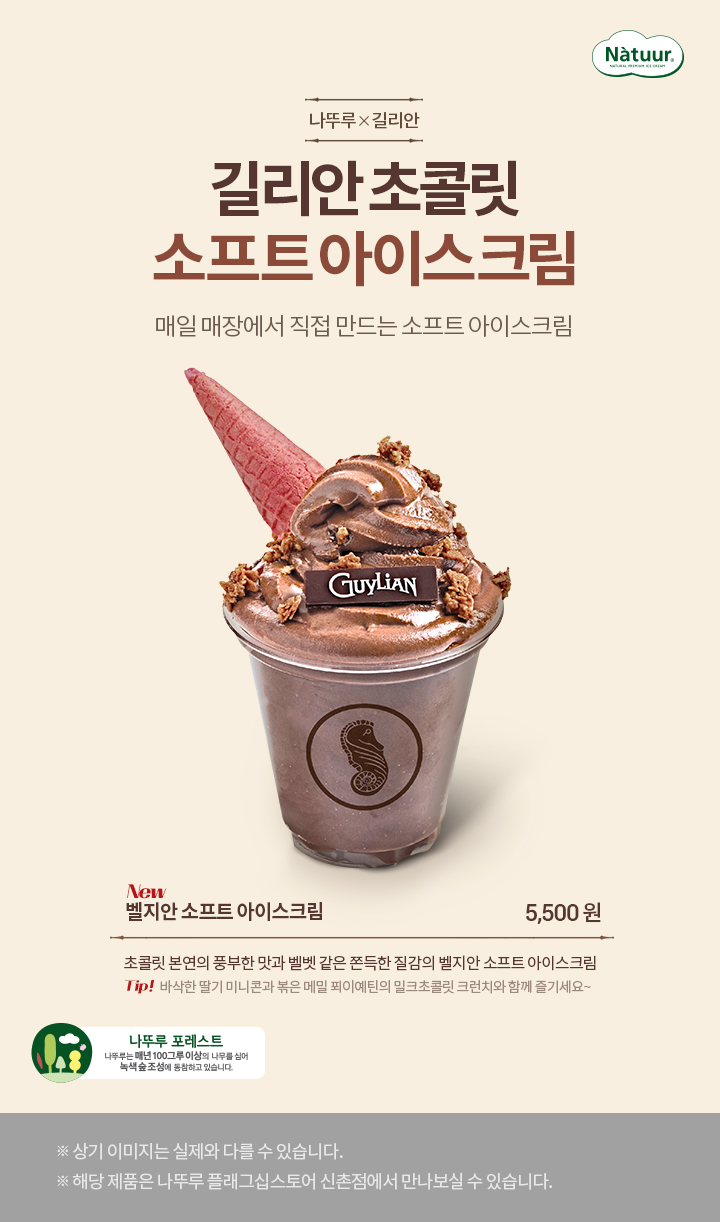 Nàtuur®
NATURAL PREMIUM ICE CREAM
나뚜루×길리안
길리안 초콜릿
소프트 아이스크림
매일 매장에서 직접 만드는 소프트 아이스크림
GUYLIAN
New
벨지안 소프트 아이스크림 5,500 원
초콜릿 본연의 풍부한 맛과 벨벳 같은 쫀득한 질감의 벨지안 소프트 아이스크림
Tip! 바삭한 딸기 미니콘과 볶은 메밀 푀이예틴의 밀크초콜릿 크런치와 함께 즐기세요~
나뚜루 포레스트
나뚜루는 매년 100그루 이상의 나무를 심어
녹색 숲 조성에 동참하고 있습니다.
※ 상기 이미지는 실제와 다를 수 있습니다.
※ 해당 제품은 나뚜루 플래그십스토어 신촌점에서 만나보실 수 있습니다.